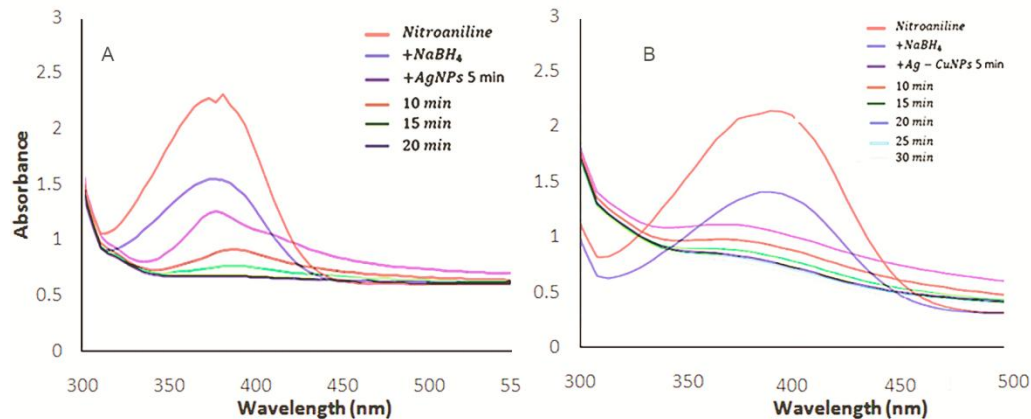 A
Absorbance
3
2.5
2
1.5
1
0.5
0
300 350 400 450 500 55
Wavelength (nm)
Nitroaniline
+NaBH₄
+AgNPs 5 min
10 min
15 min
20 min
B
3
2.5
2
1.5
1
0.5
0
300 350 400 450 500
Wavelength (nm)
Nitroaniline
+NaBH₄
+Ag − CuNPs 5 min
10 min
15 min
20 min
25 min
30 min